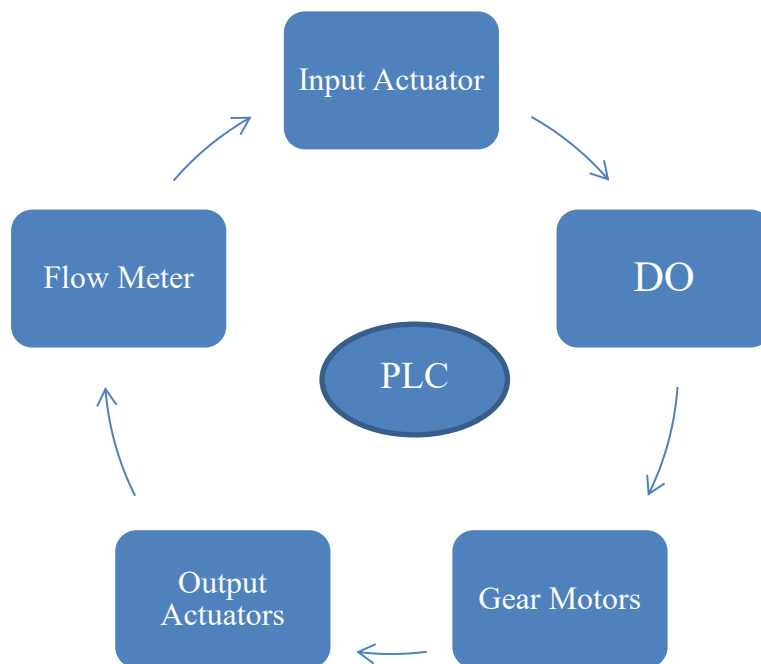 Input Actuator
DO
Gear Motors
Output
Actuators
Flow Meter
PLC